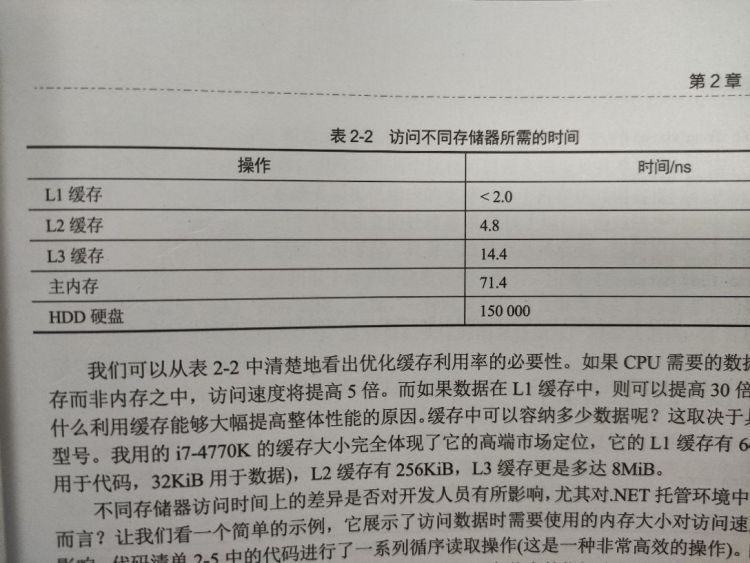 第2章
表 2-2 访问不同存储器所需的时间
操作 时间/ns
L1 缓存 <2.0
L2 缓存 4.8
L3 缓存 14.4
主内存 71.4
HDD 硬盘 150 000
我们可以从表 2-2 中清楚地看出优化缓存利用率的必要性。如果 CPU 需要的数据
存而非内存之中，访问速度将提高 5 倍。而如果数据在 L1 缓存中，则可以提高 30 倍
什么利用缓存能够大幅提高整体性能的原因。缓存中可以容纳多少数据呢？这取决于
型号。我用的 i7-4770K 的缓存大小完全体现了它的高端市场定位，它的 L1 缓存有
用于代码，32KiB 用于数据)，L2 缓存有 256KiB，L3 缓存更是多达 8MiB。
不同存储器访问时间上的差异是否对开发人员有所影响，尤其对.NET 托管环境中
而言？让我们看一个简单的示例，它展示了访问数据时需要使用的内存大小对访问速
影响。代码清单 2-5 中的代码进行了一系列循序读取操作(这是一种非常高效的操作)。